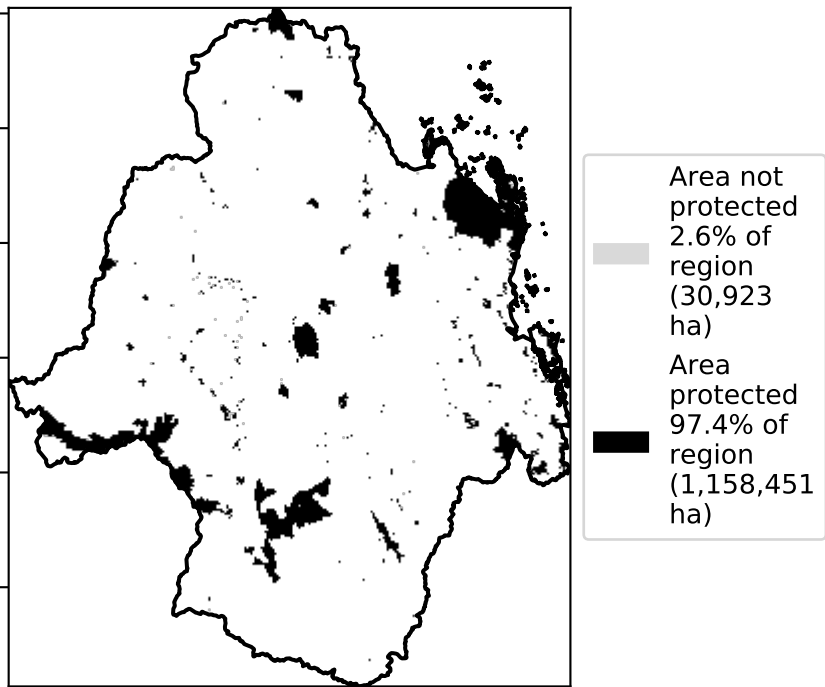 Area not
protected
2.6% of
region
(30,923
ha)
Area
protected
97.4% of
region
(1,158,451
ha)